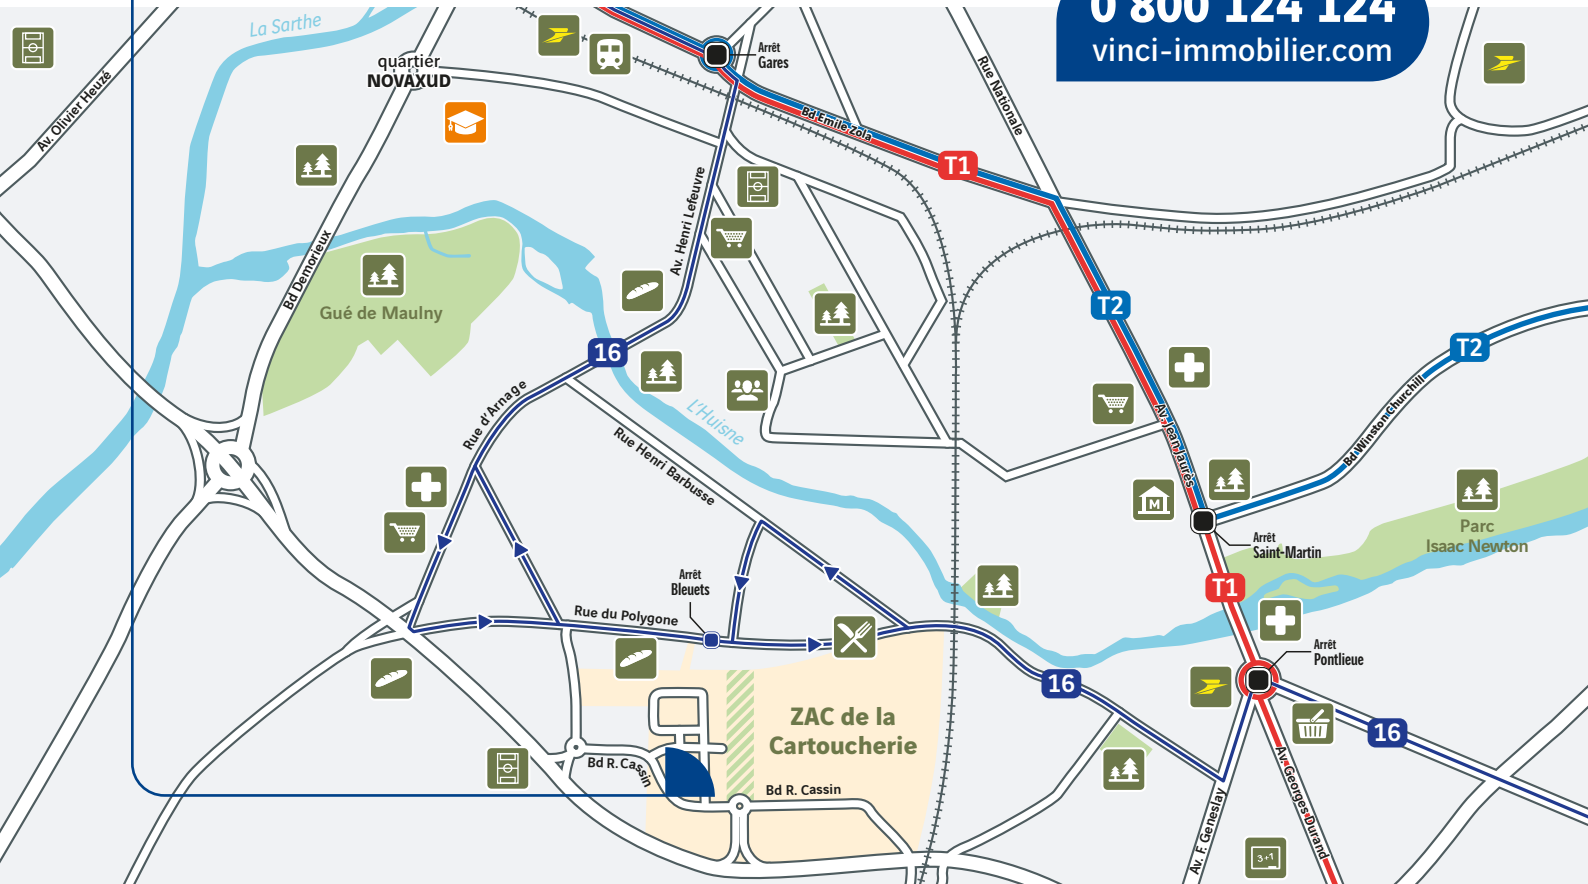 0 800 124 124
vinci-immobilier.com
La Sarthe
Av. Olivier Heuzé
quartier
NOVAXUD
Arrêt
Gares
Rue Nationale
Bd Emile Zola
T1
Av. Henri Lefeuvre
Bd Demorieux
Gué de Maulny
T2
T2
16
Rue d'Arnage
L'Huisne
Rue Henri Barbusse
Av. Jean Jaurès
Bd Winston Churchill
M
Arrêt
Saint-Martin
Parc
Isaac Newton
Arrêt
Bleuets
Rue du Polygone
T1
Arrêt
Pontlieue
16
16
ZAC de la
Cartoucherie
Bd R. Cassin
Bd R. Cassin
Av. F. Geneslay
Av. Georges Durand
3+1